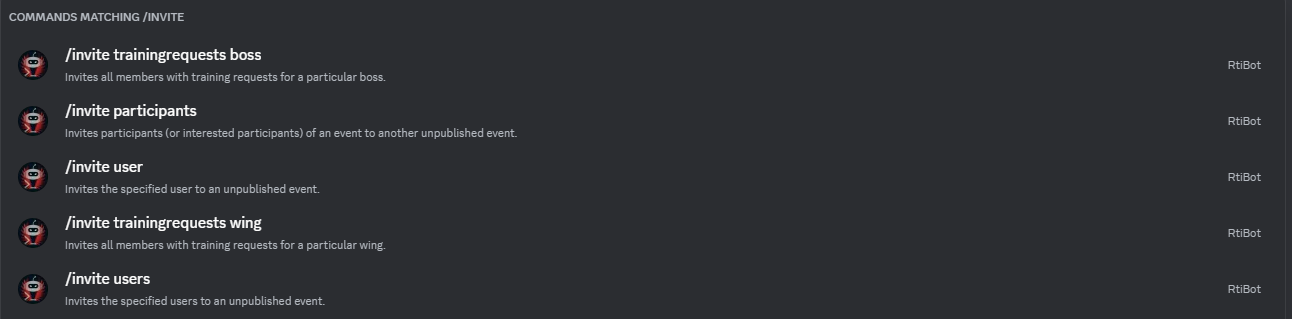 COMMANDS MATCHING /INVITE
/invite trainingrequests boss
Invites all members with training requests for a particular boss.
RtiBot
/invite participants
Invites participants (or interested participants) of an event to another unpublished event.
RtiBot
/invite user
Invites the specified user to an unpublished event.
RtiBot
/invite trainingrequests wing
Invites all members with training requests for a particular wing.
RtiBot
/invite users
Invites the specified users to an unpublished event.
RtiBot